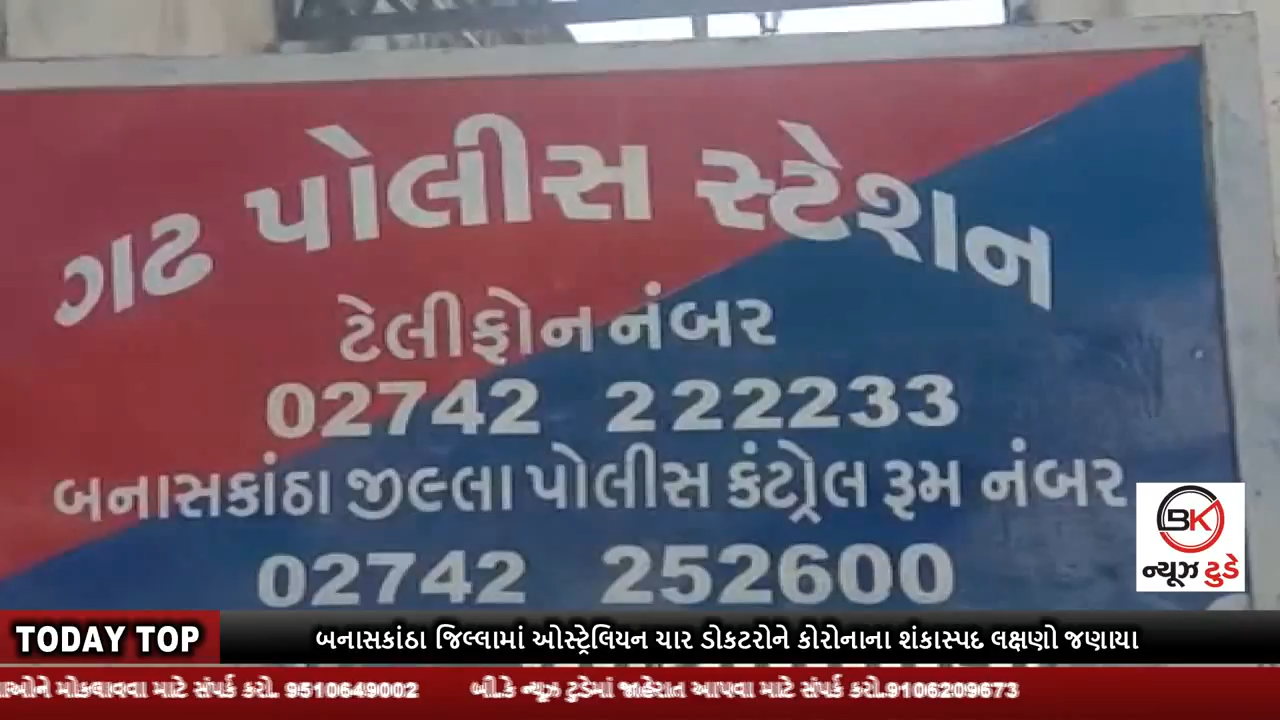 ગઢ પોલીસ સ્ટેશન
ટેલીફોન નંબર
02742 222233
બનાસકાંઠા જીલ્લા પોલીસ કંટ્રોલ રૂમ નંબર
02742 252600
BK
ન્યૂઝ ટુડે
TODAY TOP
બનાસકાંઠા જિલ્લામાં ઓસ્ટ્રેલિયન ચાર ડોકટરોને કોરોનાના શંકાસ્પદ લક્ષણો જણાયા
મોકલાવવા માટે સંપર્ક કરો. 9510649002 બી.કે ન્યૂઝ ટુડેમાં જાહેરાત આપવા માટે સંપર્ક કરો.9106209673